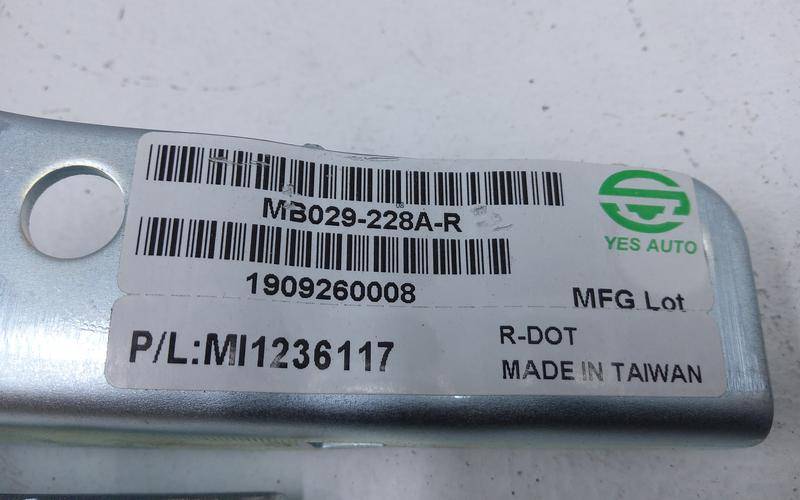 MB029-228A-R
YES AUTO
1909260008
MFG Lot
P/L:MI1236117
R-DOT
MADE IN TAIWAN